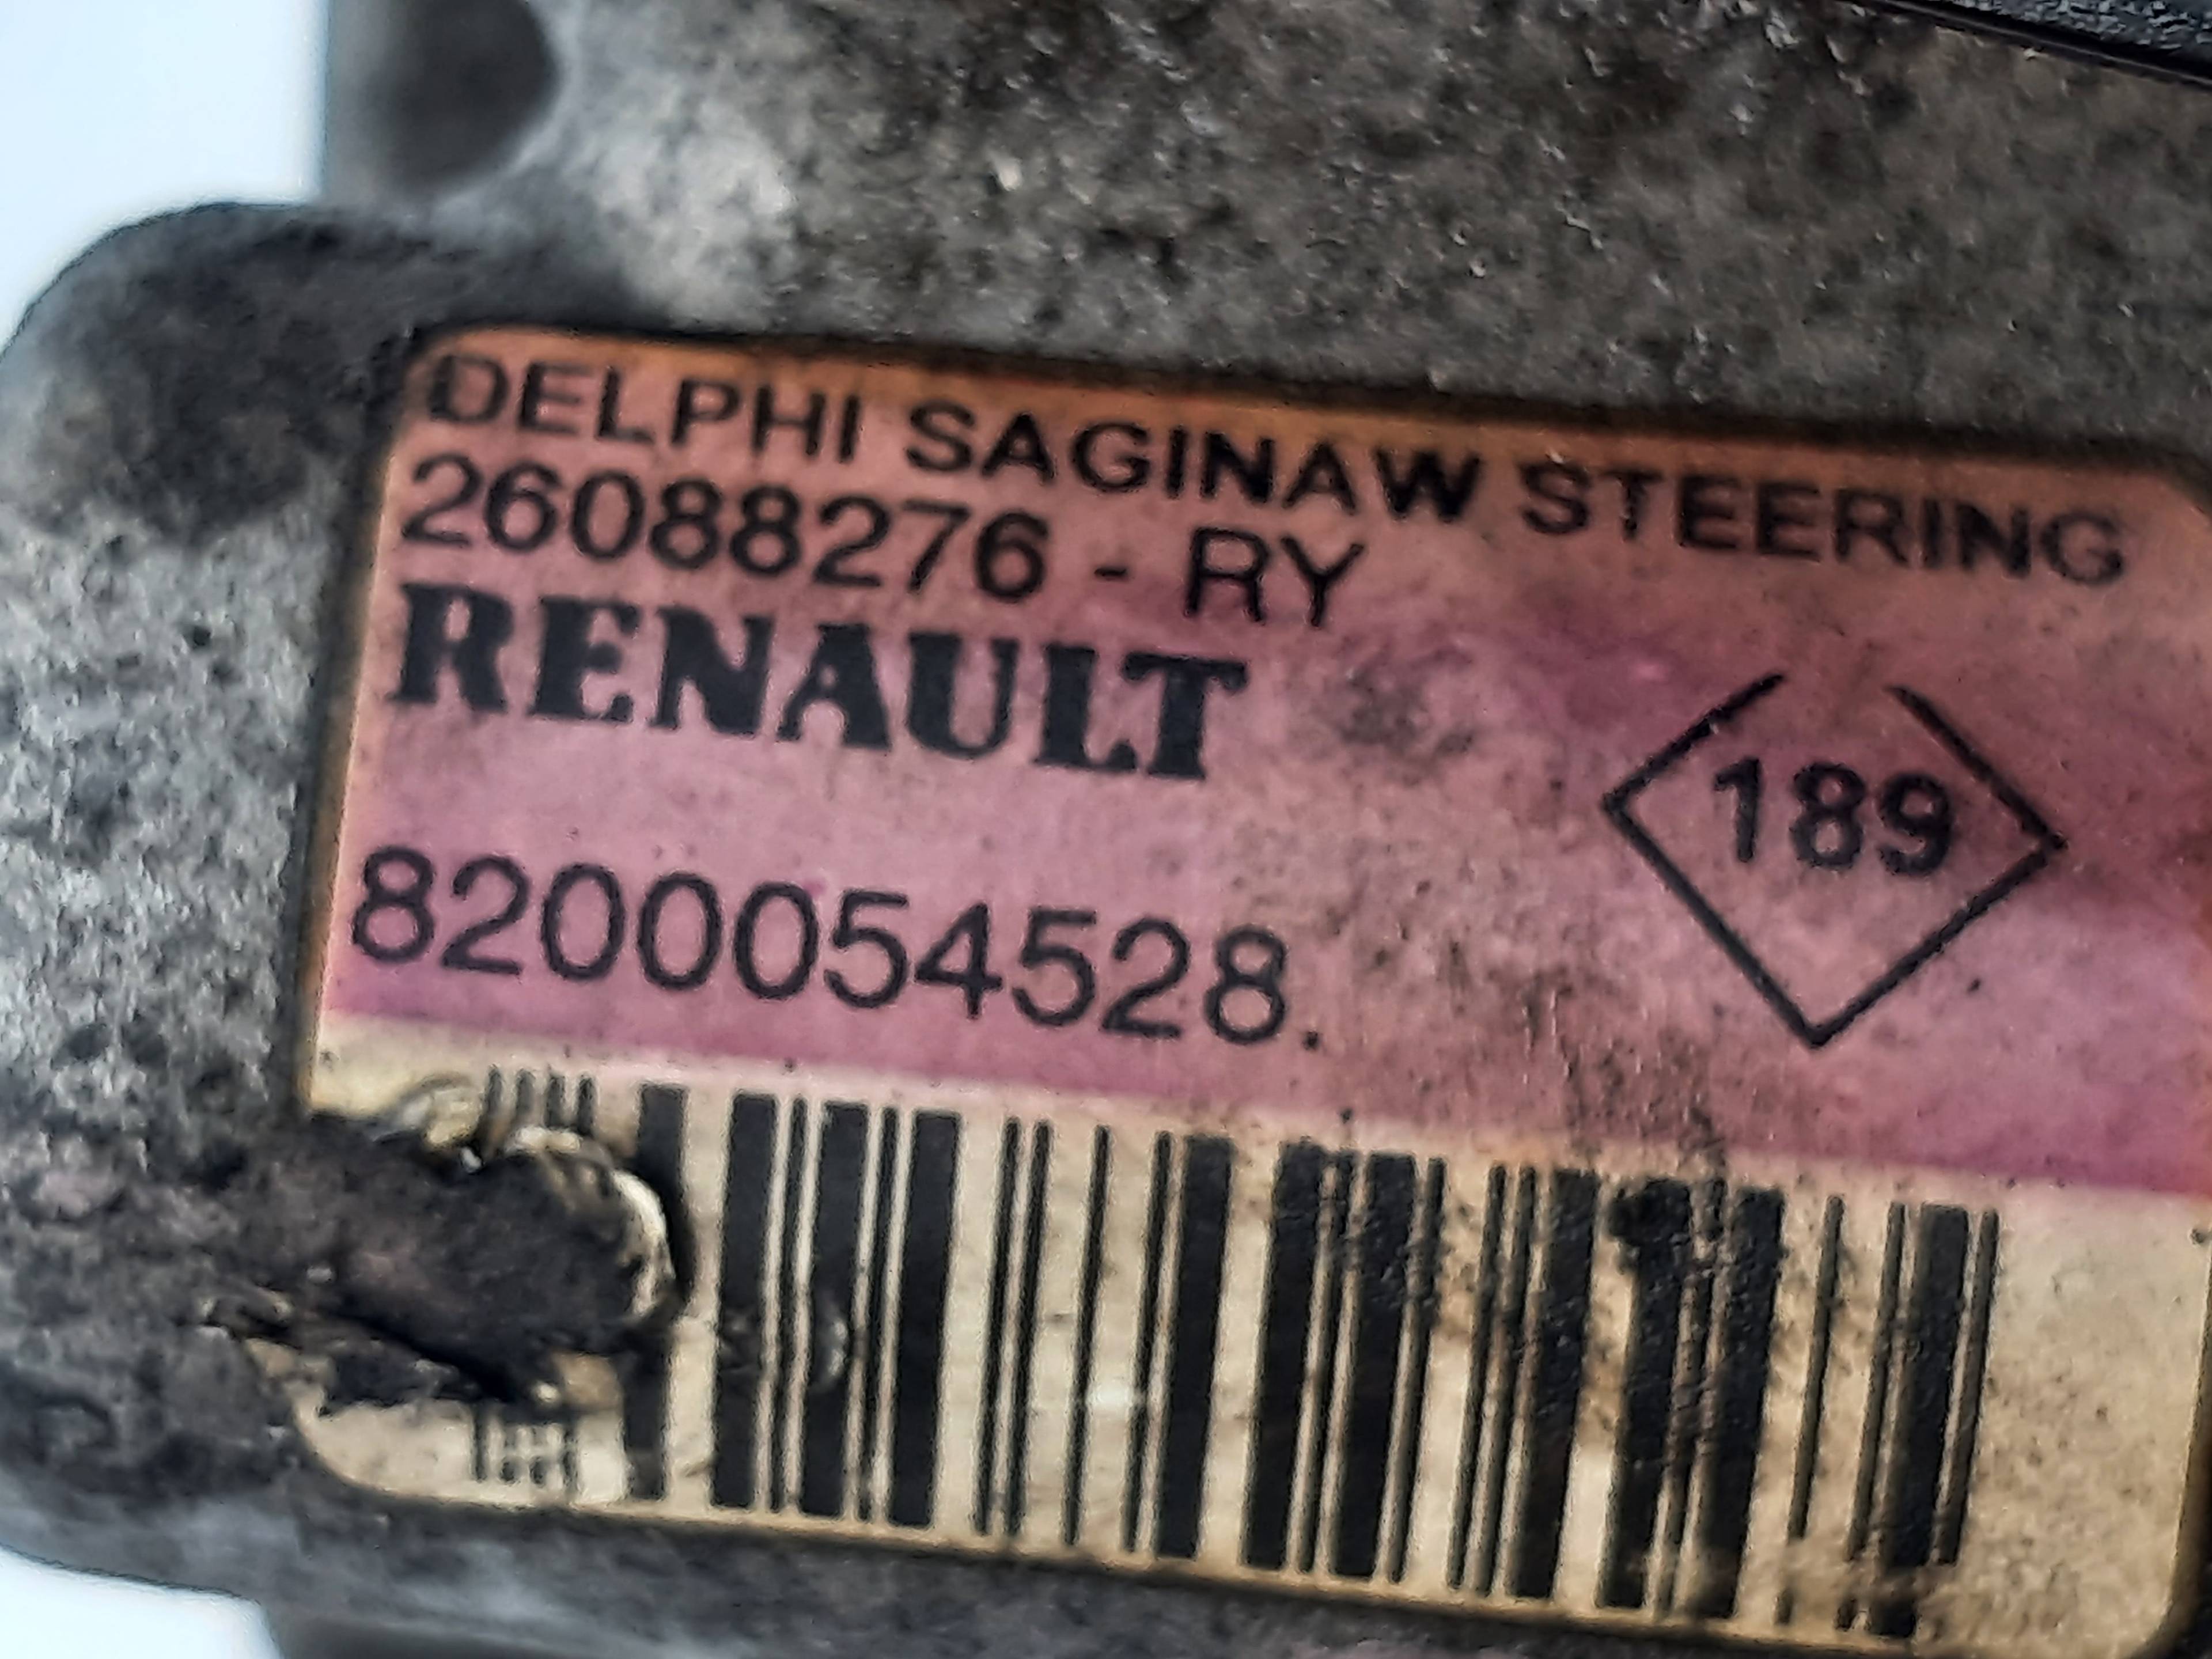 DELPHI SAGINAW STEERING
26088276 - RY
RENAULT
189
8200054528.